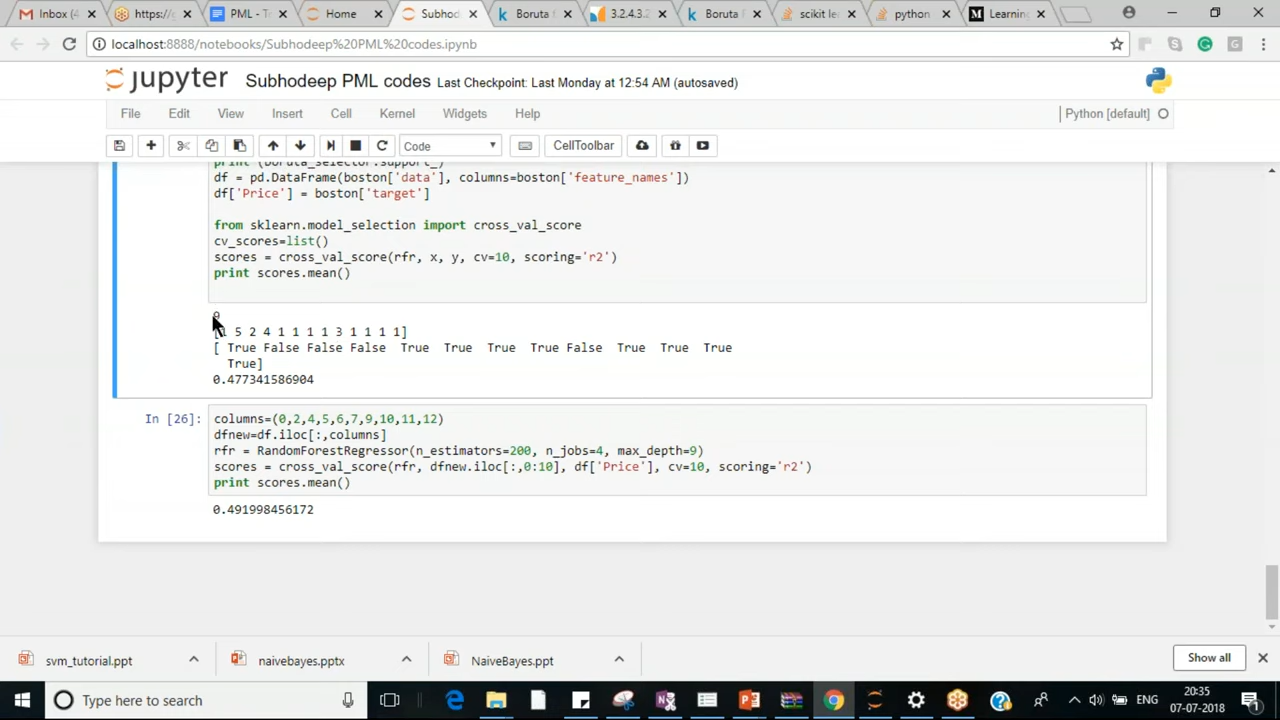 Inbox (4
https://g
PML - T
Home
Subhod
Boruta f
3.2.4.3.
Boruta F
scikit le
python
Learning
localhost:8888/notebooks/Subhodeep%20PML%20codes.ipynb
jupyter Subhodeep PML codes Last Checkpoint: Last Monday at 12:54 AM (autosaved)
File Edit View Insert Cell Kernel Widgets Help Python [default]
Code CellToolbar
print (boruta_selector.support_)
df = pd.DataFrame(boston['data'], columns=boston['feature_names'])
df['Price'] = boston['target']
from sklearn.model_selection import cross_val_score
cv_scores=list()
scores = cross_val_score(rfr, x, y, cv=10, scoring='r2')
print scores.mean()
9
[1 5 2 4 1 1 1 1 3 1 1 1 1]
[ True False False False True True True True False True True True
True]
0.477341586904
In [26]: columns=(0,2,4,5,6,7,9,10,11,12)
dfnew=df.iloc[:,columns]
rfr = RandomForestRegressor(n_estimators=200, n_jobs=4, max_depth=9)
scores = cross_val_score(rfr, dfnew.iloc[:,0:10], df['Price'], cv=10, scoring='r2')
print scores.mean()
0.491998456172
svm_tutorial.ppt
naivebayes.pptx
NaiveBayes.ppt
Show all
Type here to search
ENG
20:35
07-07-2018